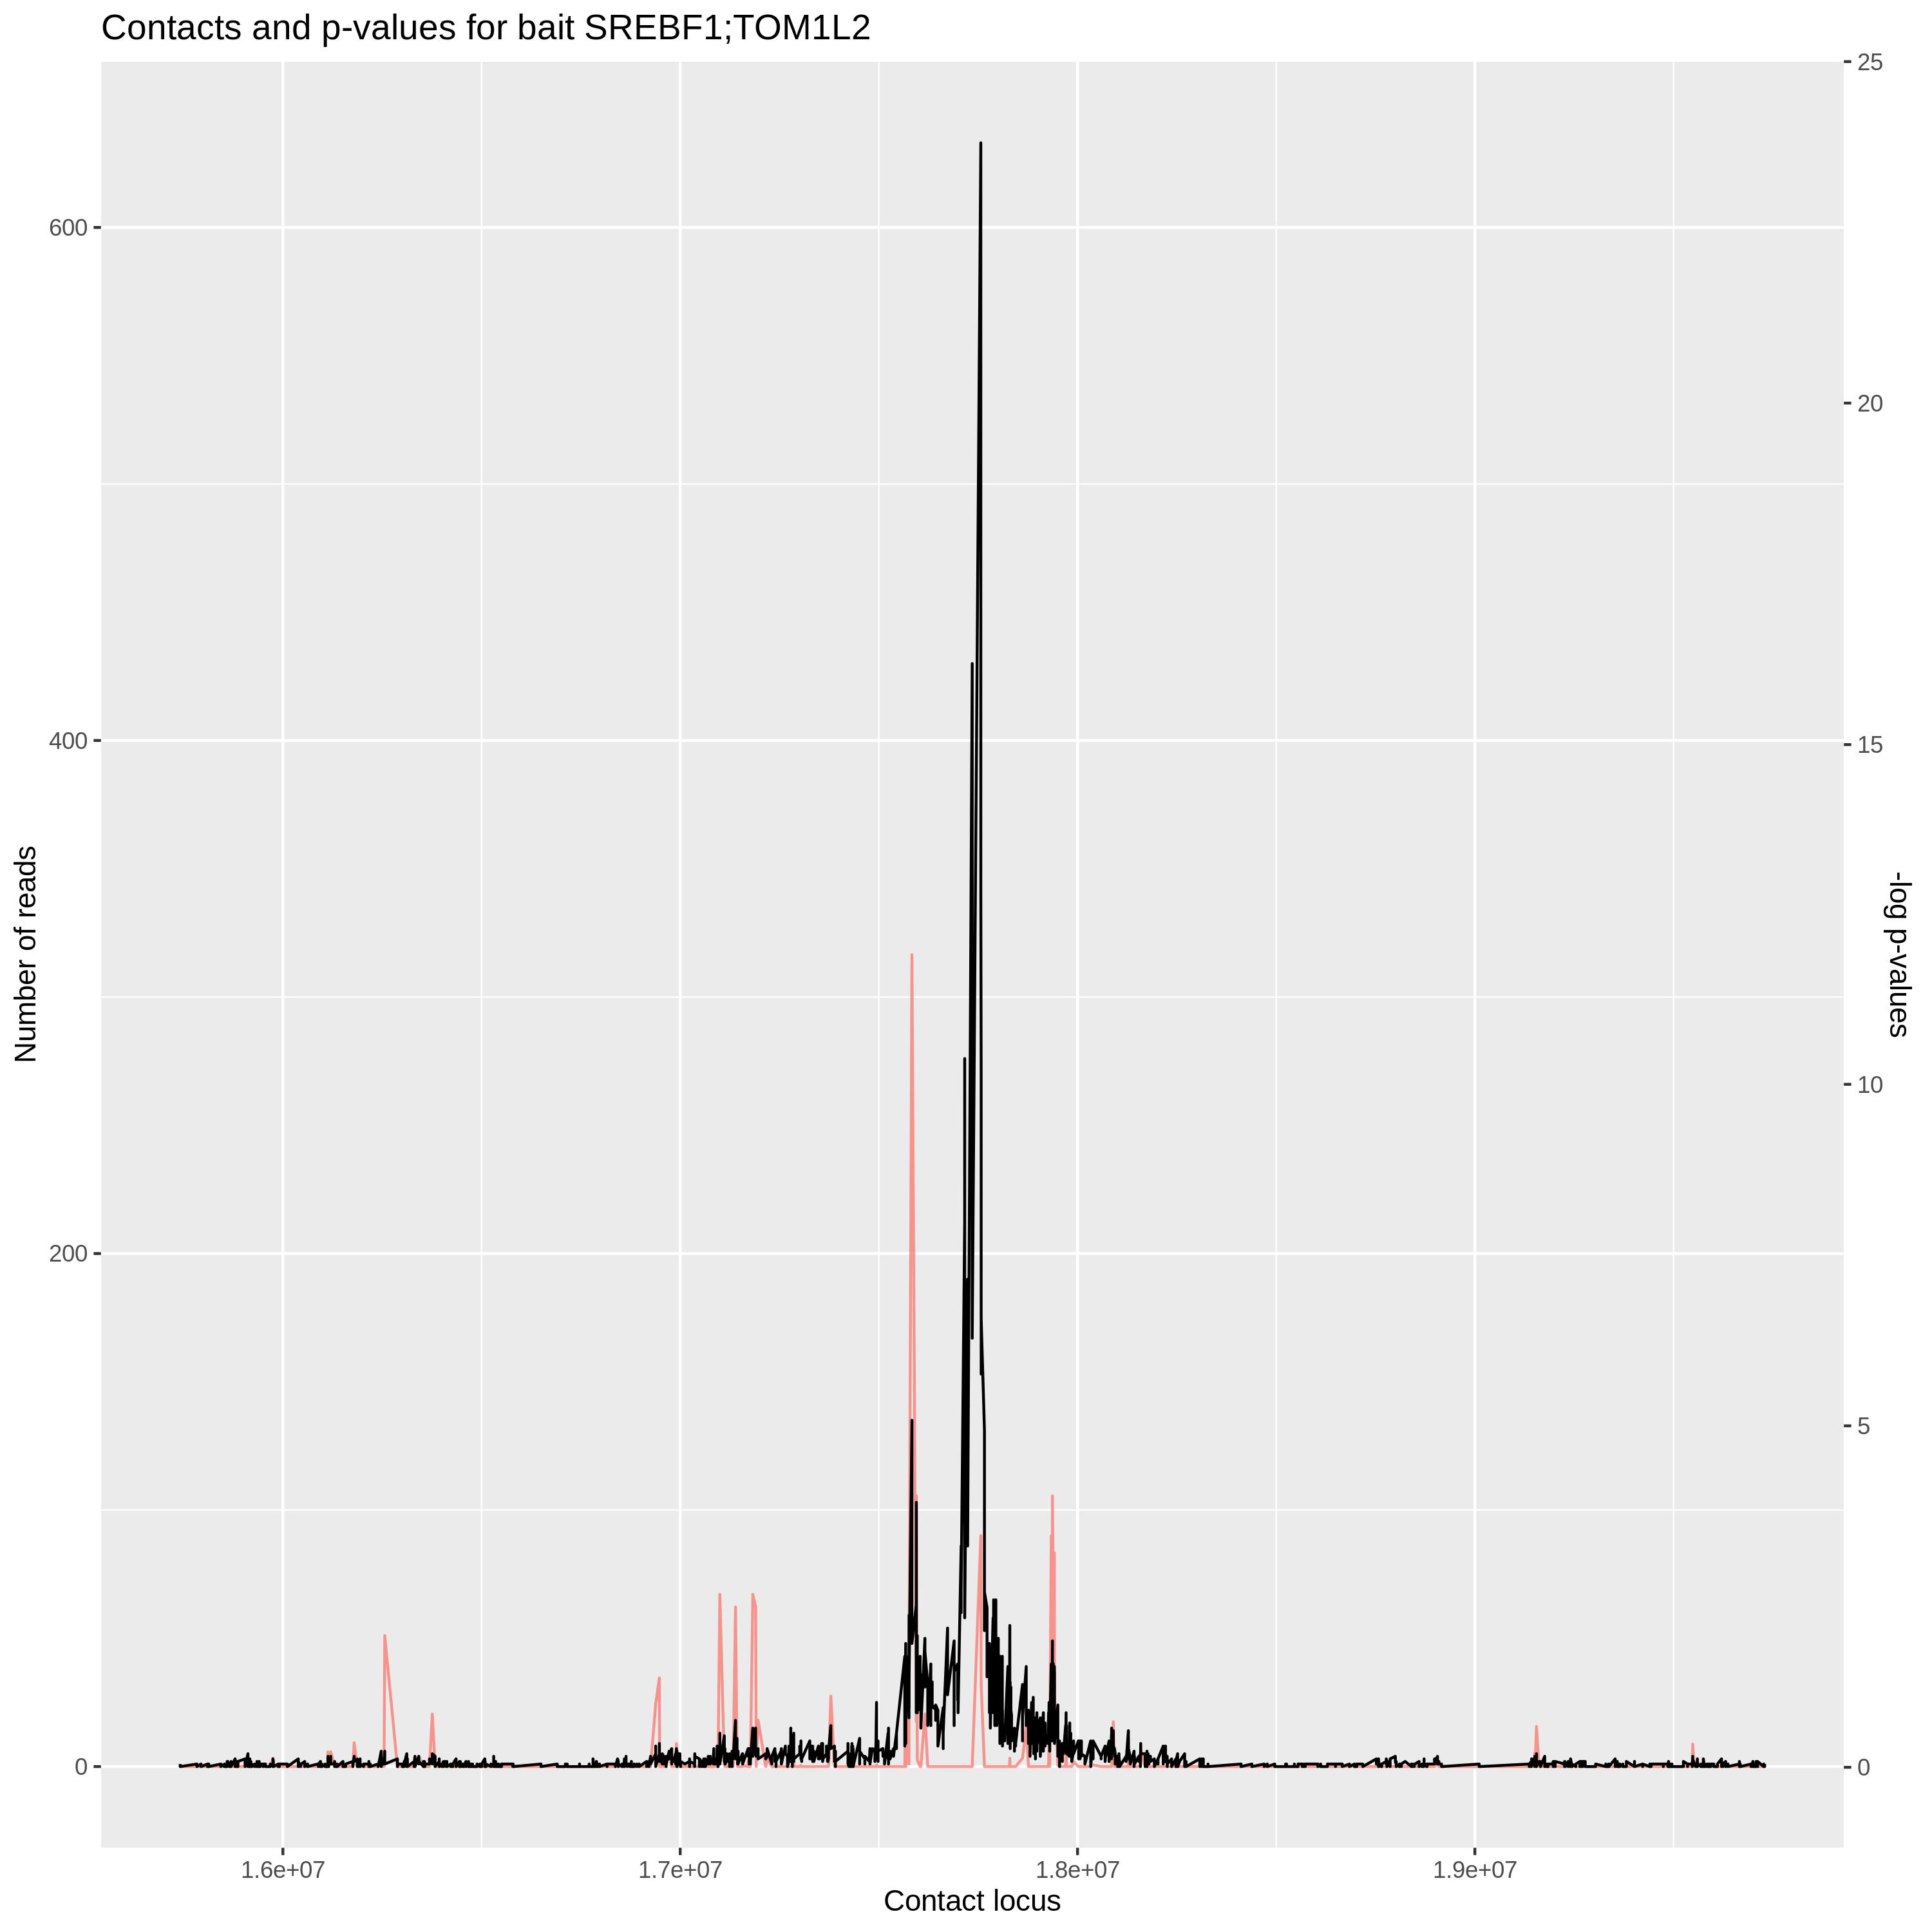 Contacts and p-values for bait SREBF1;TOM1L2
Number of reads
600
400
200
0
25
20
15
10
5
0
-log p-values
1.6e+07
1.7e+07
1.8e+07
1.9e+07
Contact locus